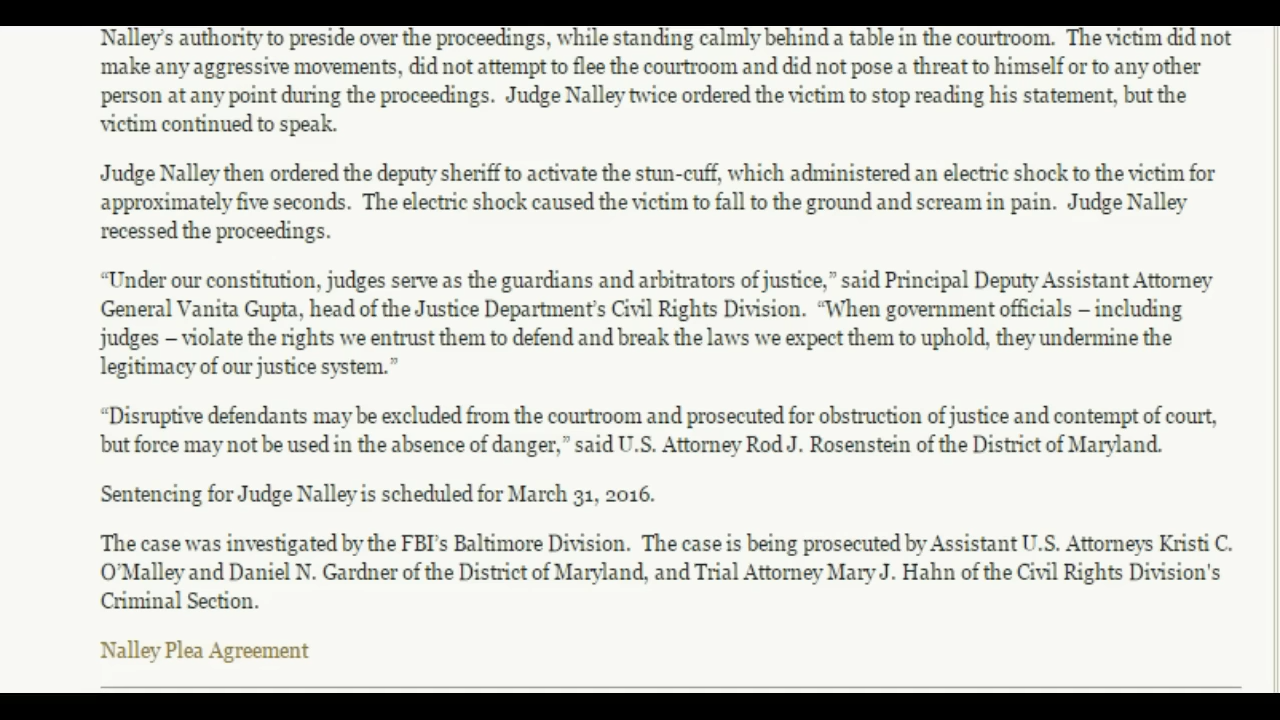 Nalley’s authority to preside over the proceedings, while standing calmly behind a table in the courtroom.  The victim did not
make any aggressive movements, did not attempt to flee the courtroom and did not pose a threat to himself or to any other
person at any point during the proceedings.  Judge Nalley twice ordered the victim to stop reading his statement, but the
victim continued to speak.
Judge Nalley then ordered the deputy sheriff to activate the stun-cuff, which administered an electric shock to the victim for
approximately five seconds.  The electric shock caused the victim to fall to the ground and scream in pain.  Judge Nalley
recessed the proceedings.
“Under our constitution, judges serve as the guardians and arbitrators of justice,” said Principal Deputy Assistant Attorney
General Vanita Gupta, head of the Justice Department’s Civil Rights Division.  “When government officials – including
judges – violate the rights we entrust them to defend and break the laws we expect them to uphold, they undermine the
legitimacy of our justice system.”
“Disruptive defendants may be excluded from the courtroom and prosecuted for obstruction of justice and contempt of court,
but force may not be used in the absence of danger,” said U.S. Attorney Rod J. Rosenstein of the District of Maryland.
Sentencing for Judge Nalley is scheduled for March 31, 2016.
The case was investigated by the FBI’s Baltimore Division.  The case is being prosecuted by Assistant U.S. Attorneys Kristi C.
O’Malley and Daniel N. Gardner of the District of Maryland, and Trial Attorney Mary J. Hahn of the Civil Rights Division's
Criminal Section.
Nalley Plea Agreement